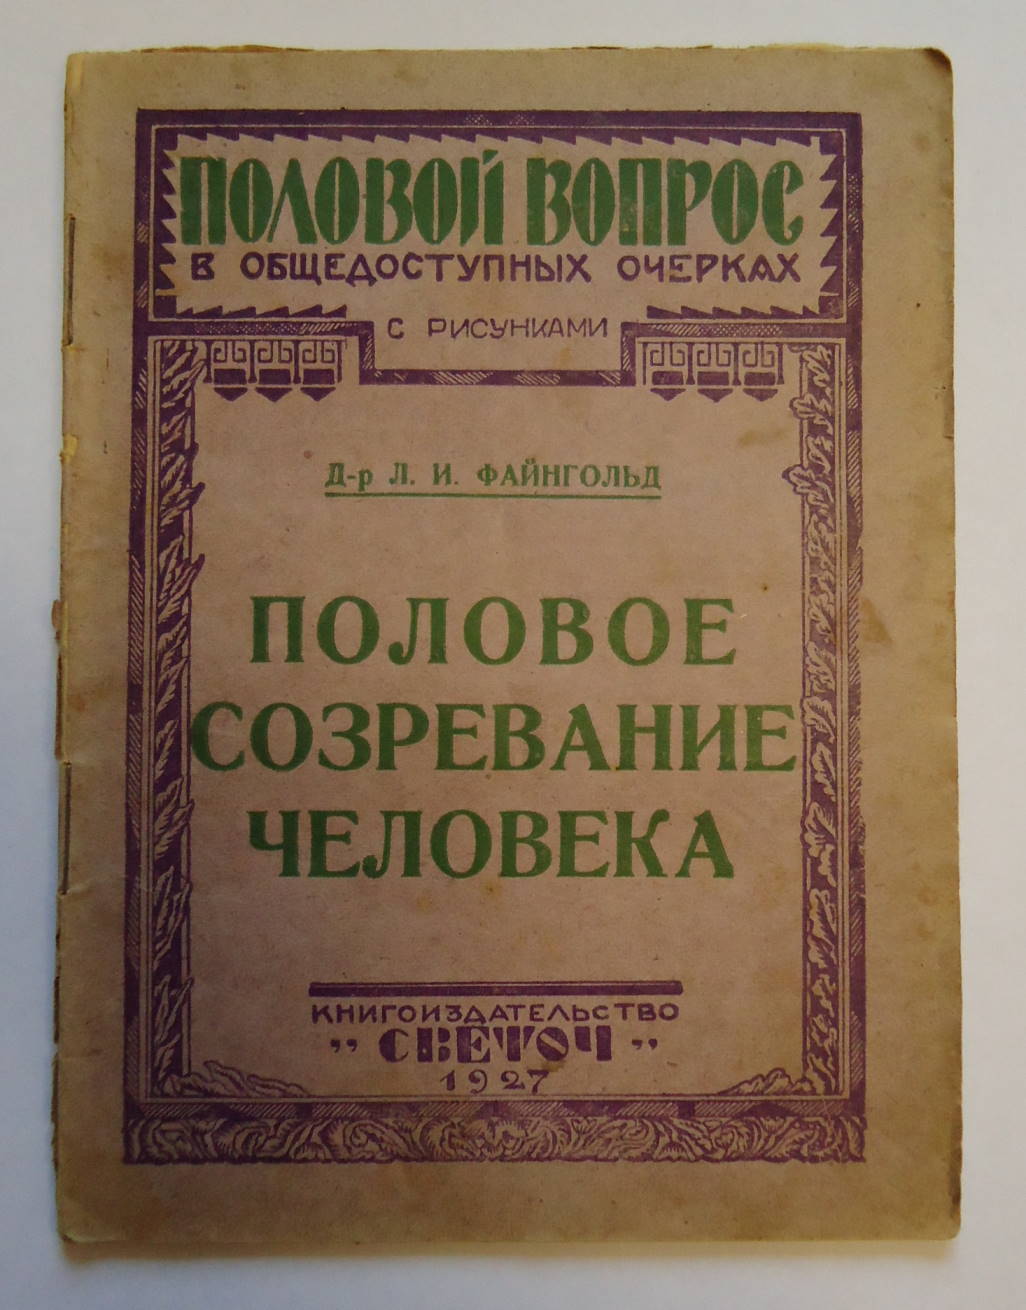 ПОЛОВОЙ ВОПРОС
В ОБЩЕДОСТУПНЫХ ОЧЕРКАХ
С РИСУНКАМИ
Д-р Л. И. ФАЙНГОЛЬД
ПОЛОВОЕ
СОЗРЕВАНИЕ
ЧЕЛОВЕКА
КНИГОИЗДАТЕЛЬСТВО
„СВЕТОЧ”
1927